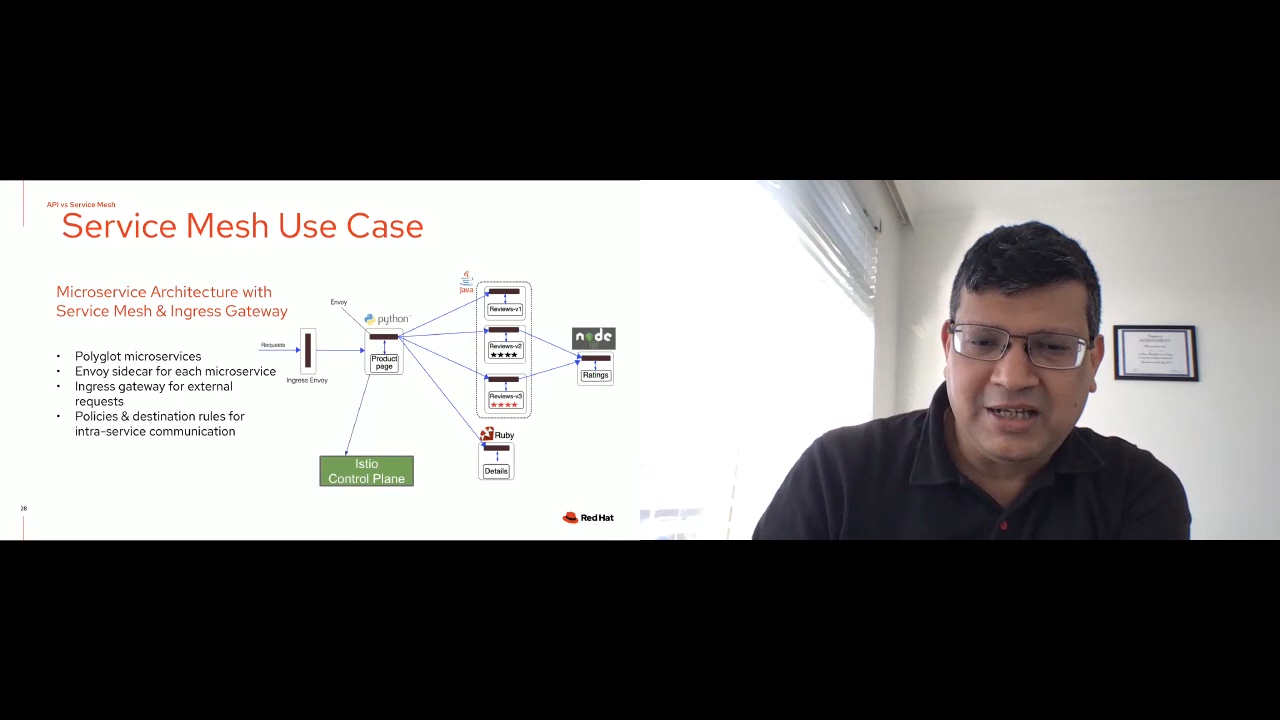 API vs Service Mesh
Service Mesh Use Case
Microservice Architecture with
Service Mesh & Ingress Gateway
• Polyglot microservices
• Envoy sidecar for each microservice
• Ingress gateway for external
requests
• Policies & destination rules for
intra-service communication
Requests
Ingress Envoy
Envoy
python
Product
page
Istio
Control Plane
Java
Reviews-v1
Reviews-v2
Reviews-v3
node
Ratings
Ruby
Details
28
Red Hat